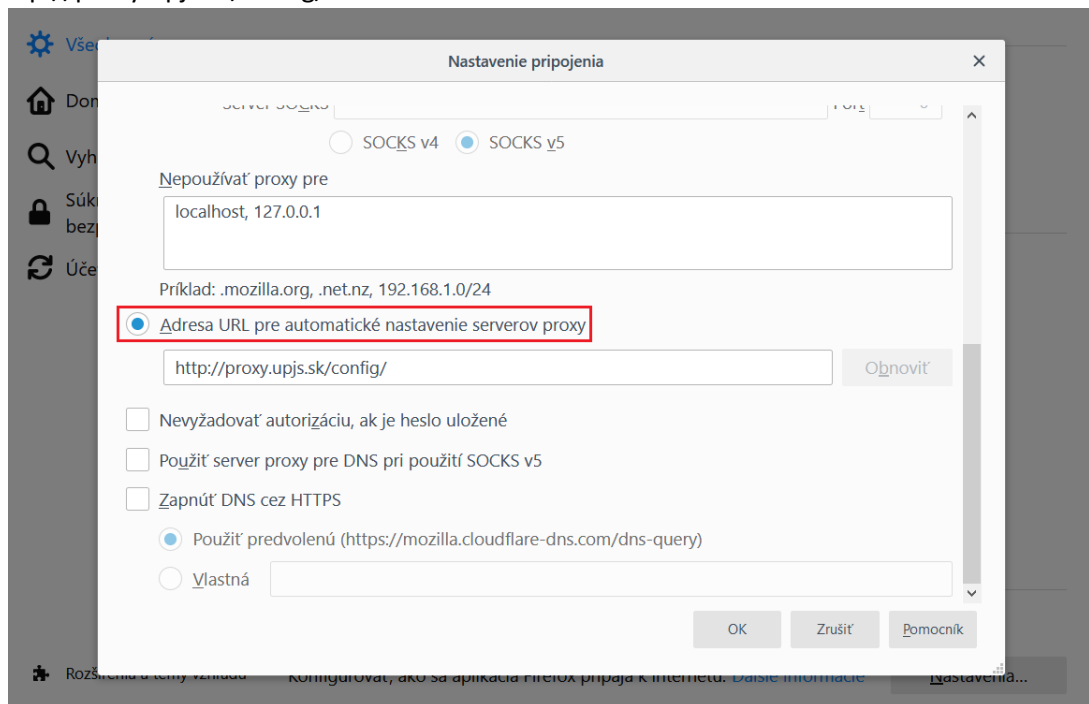 Nastavenie pripojenia
SOCKS v4 SOCKS v5
Nepoužívať proxy pre
localhost, 127.0.0.1
Príklad: .mozilla.org, .net.nz, 192.168.1.0/24
Adresa URL pre automatické nastavenie serverov proxy
http://proxy.upjs.sk/config/ Obnoviť
Nevyžadovať autorizáciu, ak je heslo uložené
Použiť server proxy pre DNS pri použití SOCKS v5
Zapnúť DNS cez HTTPS
Použiť predvolenú (https://mozilla.cloudflare-dns.com/dns-query)
Vlastná
OK Zrušiť Pomocník
Konfigurovať, ako sa aplikácia Firefox pripája k internetu. Ďalšie informácie Nastavenia...